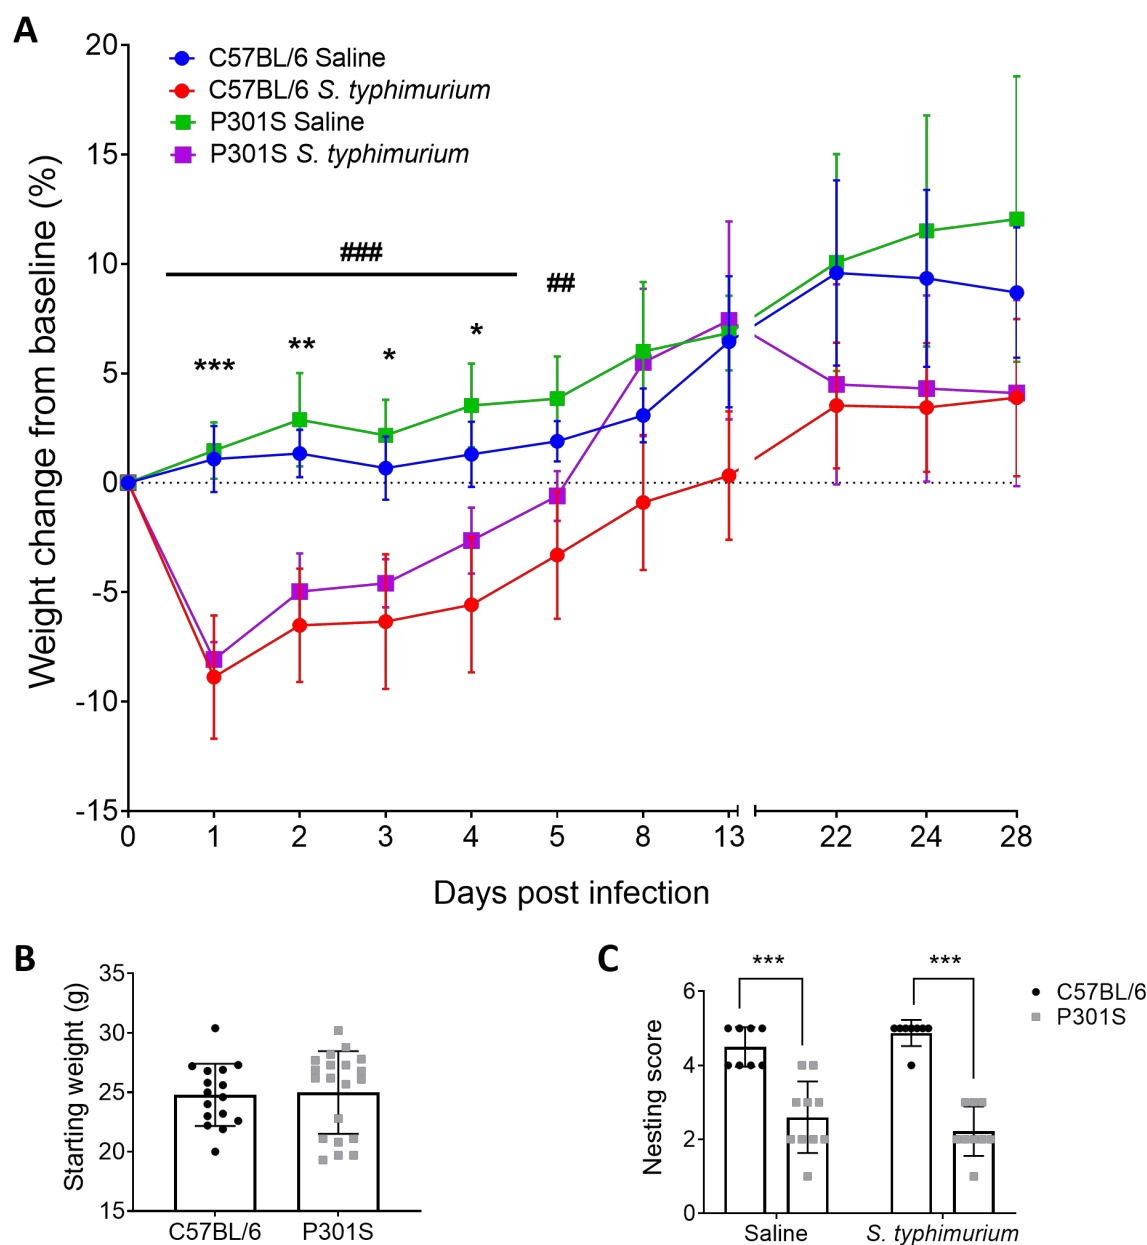 A
20
15
10
5
0
-5
-10
-15
Weight change from baseline (%)
C57BL/6 Saline
C57BL/6 S. typhimurium
P301S Saline
P301S S. typhimurium
###
##
***
**
*
*
0 1 2 3 4 5 8 13 22 24 28
Days post infection
B
35
30
25
20
15
Starting weight (g)
C57BL/6 P301S
C
6
4
2
0
Nesting score
*** ***
C57BL/6
P301S
Saline S. typhimurium